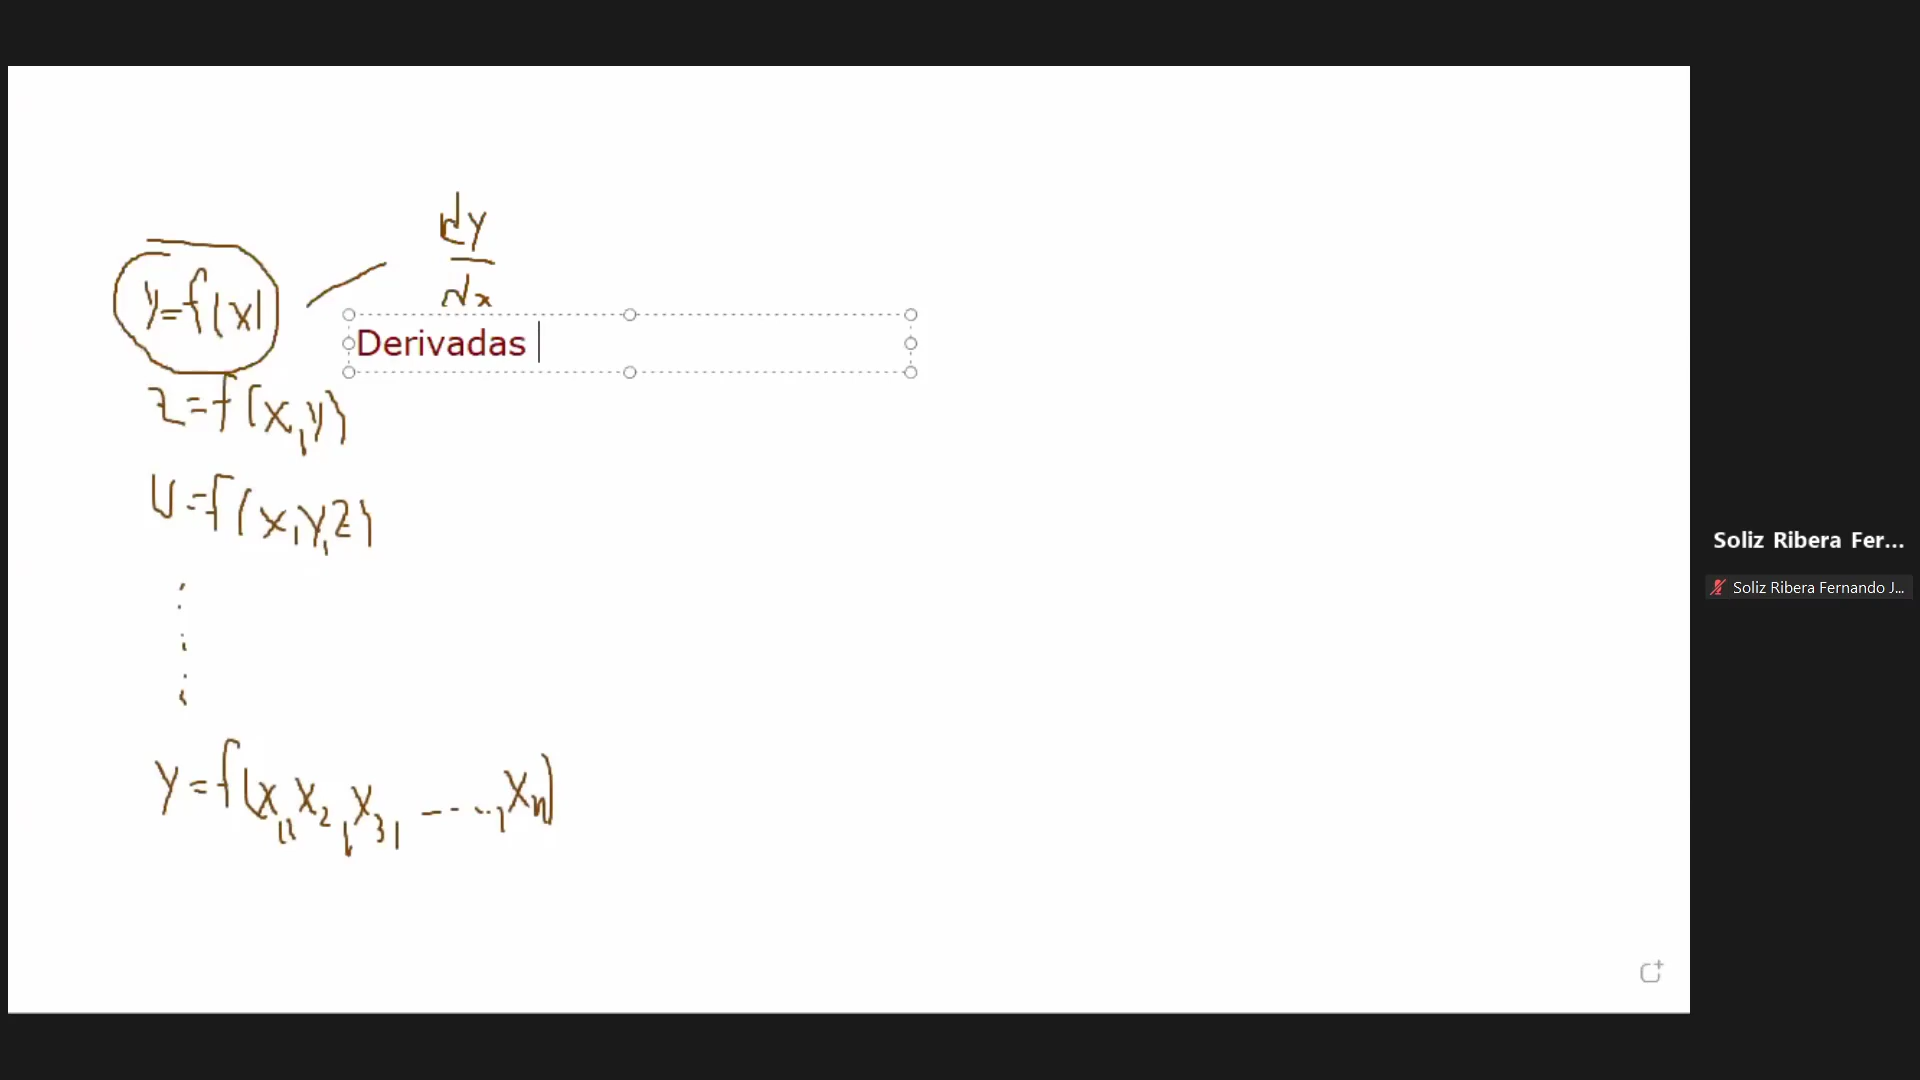 dy
dx
y=f(x)
Derivadas
z=f(x,y)
U=f(x,y,z)
y=f(x₁,x₂,x₃,-----,xₙ)
Soliz Ribera Fer...
Soliz Ribera Fernando J...